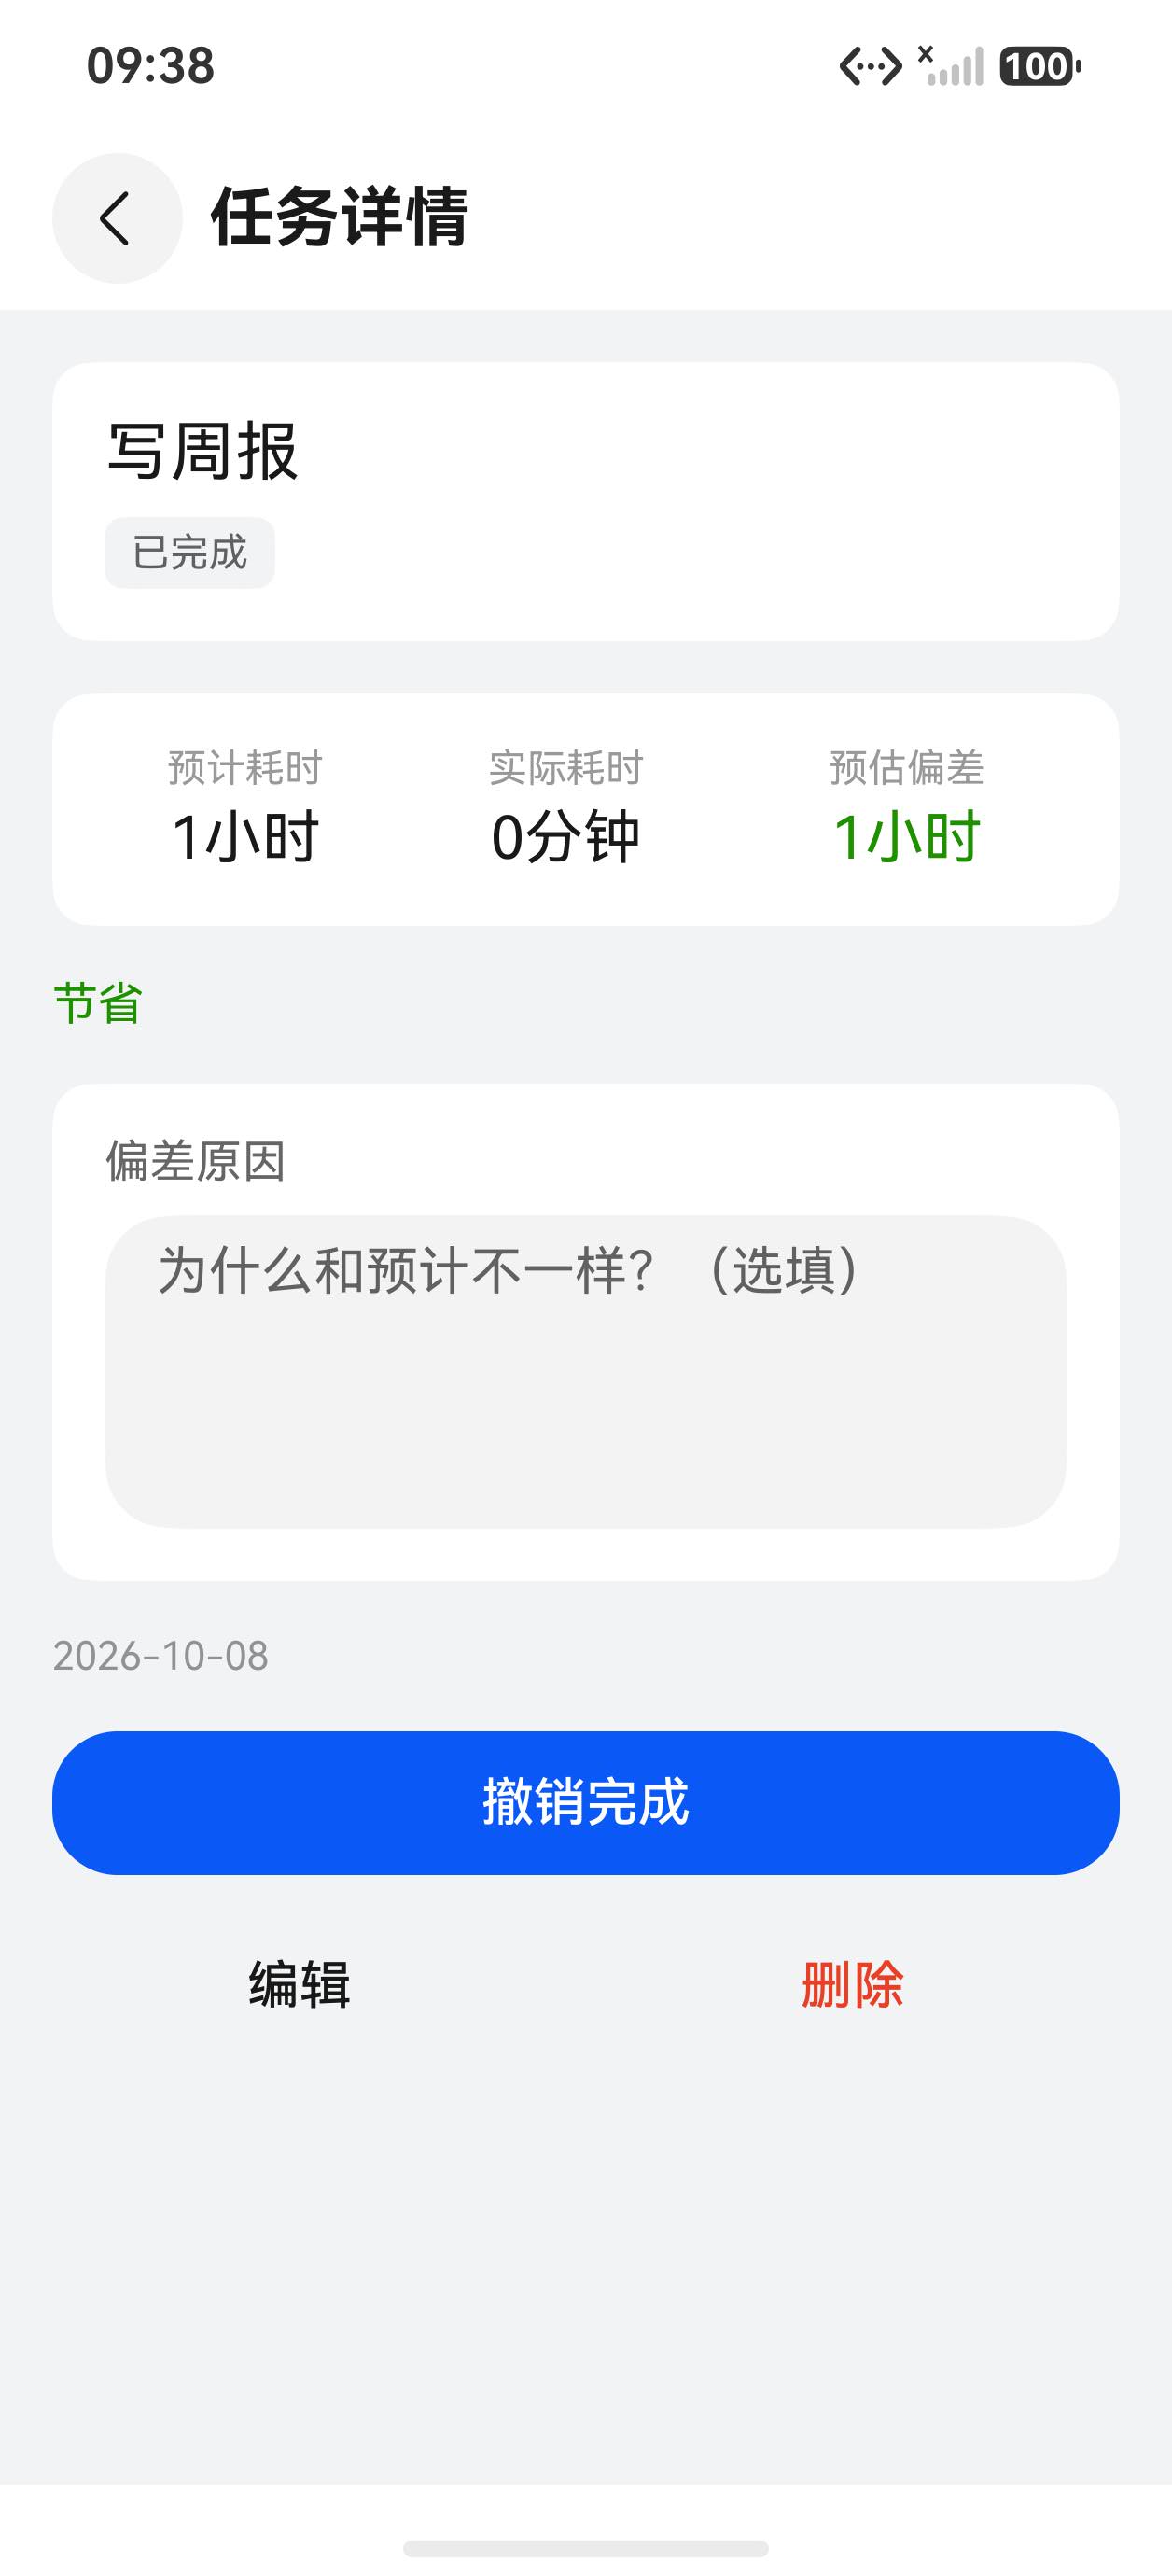 09:38
100
任务详情
写周报
已完成
预计耗时 实际耗时 预估偏差
1小时 0分钟 1小时
节省
偏差原因
为什么和预计不一样？（选填）
2026-10-08
撤销完成
编辑 删除